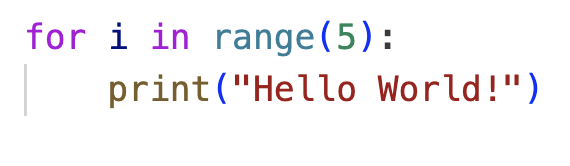 for i in range(5):
    print("Hello World!")